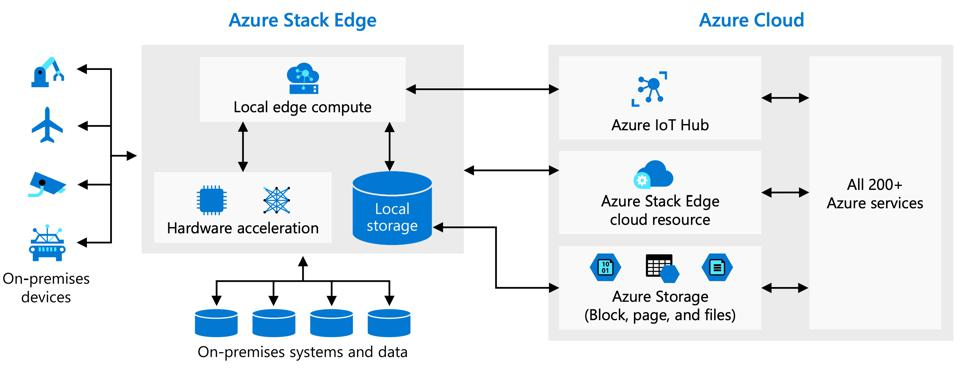 Azure Stack Edge
Azure Cloud
Local edge compute
Hardware acceleration
Local
storage
On-premises
devices
On-premises systems and data
Azure IoT Hub
Azure Stack Edge
cloud resource
10
01
Azure Storage
(Block, page, and files)
All 200+
Azure services